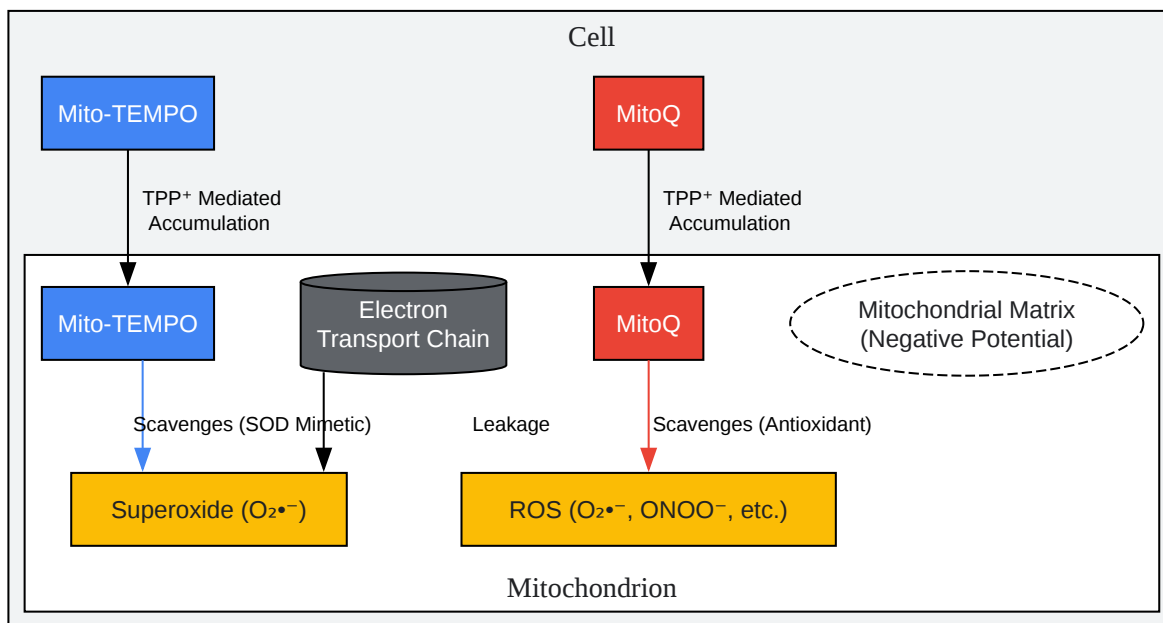 Cell
Mito-TEMPO
MitoQ
TPP⁺ Mediated
Accumulation
TPP⁺ Mediated
Accumulation
Mito-TEMPO
Electron
Transport Chain
MitoQ
Mitochondrial Matrix
(Negative Potential)
Scavenges (SOD Mimetic)
Leakage
Scavenges (Antioxidant)
Superoxide (O₂•⁻)
ROS (O₂•⁻, ONOO⁻, etc.)
Mitochondrion